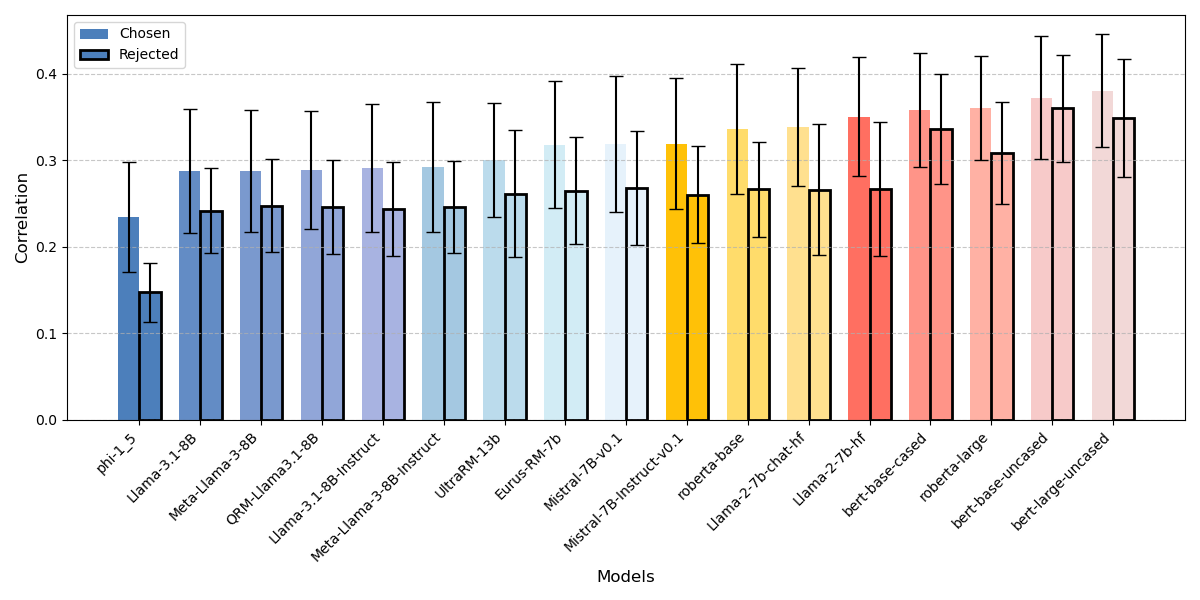 Chosen
Rejected
Correlation
0.4
0.3
0.2
0.1
0.0
phi-1_5
Llama-3.1-8B
Meta-Llama-3-8B
QRM-Llama3.1-8B
Llama-3.1-8B-Instruct
Meta-Llama-3-8B-Instruct
UltraRM-13b
Eurus-RM-7b
Mistral-7B-v0.1
Mistral-7B-Instruct-v0.1
roberta-base
Llama-2-7b-chat-hf
Llama-2-7b-hf
bert-base-cased
roberta-large
bert-base-uncased
bert-large-uncased
Models